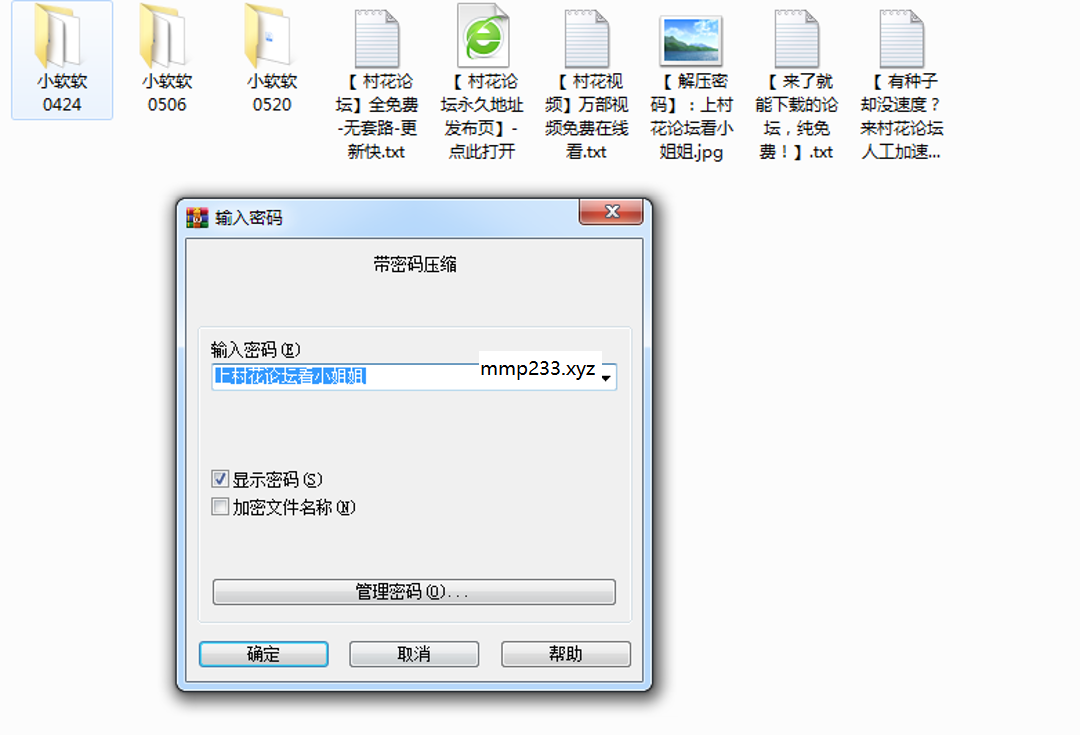 小软软
0424
小软软
0506
小软软
0520
【 村花论
坛】全免费
-无套路-更
新快.txt
【 村花论
坛永久地址
发布页】-
点此打开
【 村花视
频】万部视
频免费在线
看.txt
【 解压密
码】：上村
花论坛看小
姐姐.jpg
【 来了就
能下载的论
坛，纯免
费！】.txt
【 有种子
却没速度？
来村花论坛
人工加速...
输入密码
带密码压缩
输入密码(E)
上村花论坛看小姐姐
mmp233.xyz
显示密码(S)
加密文件名称(N)
管理密码(O)...
确定
取消
帮助